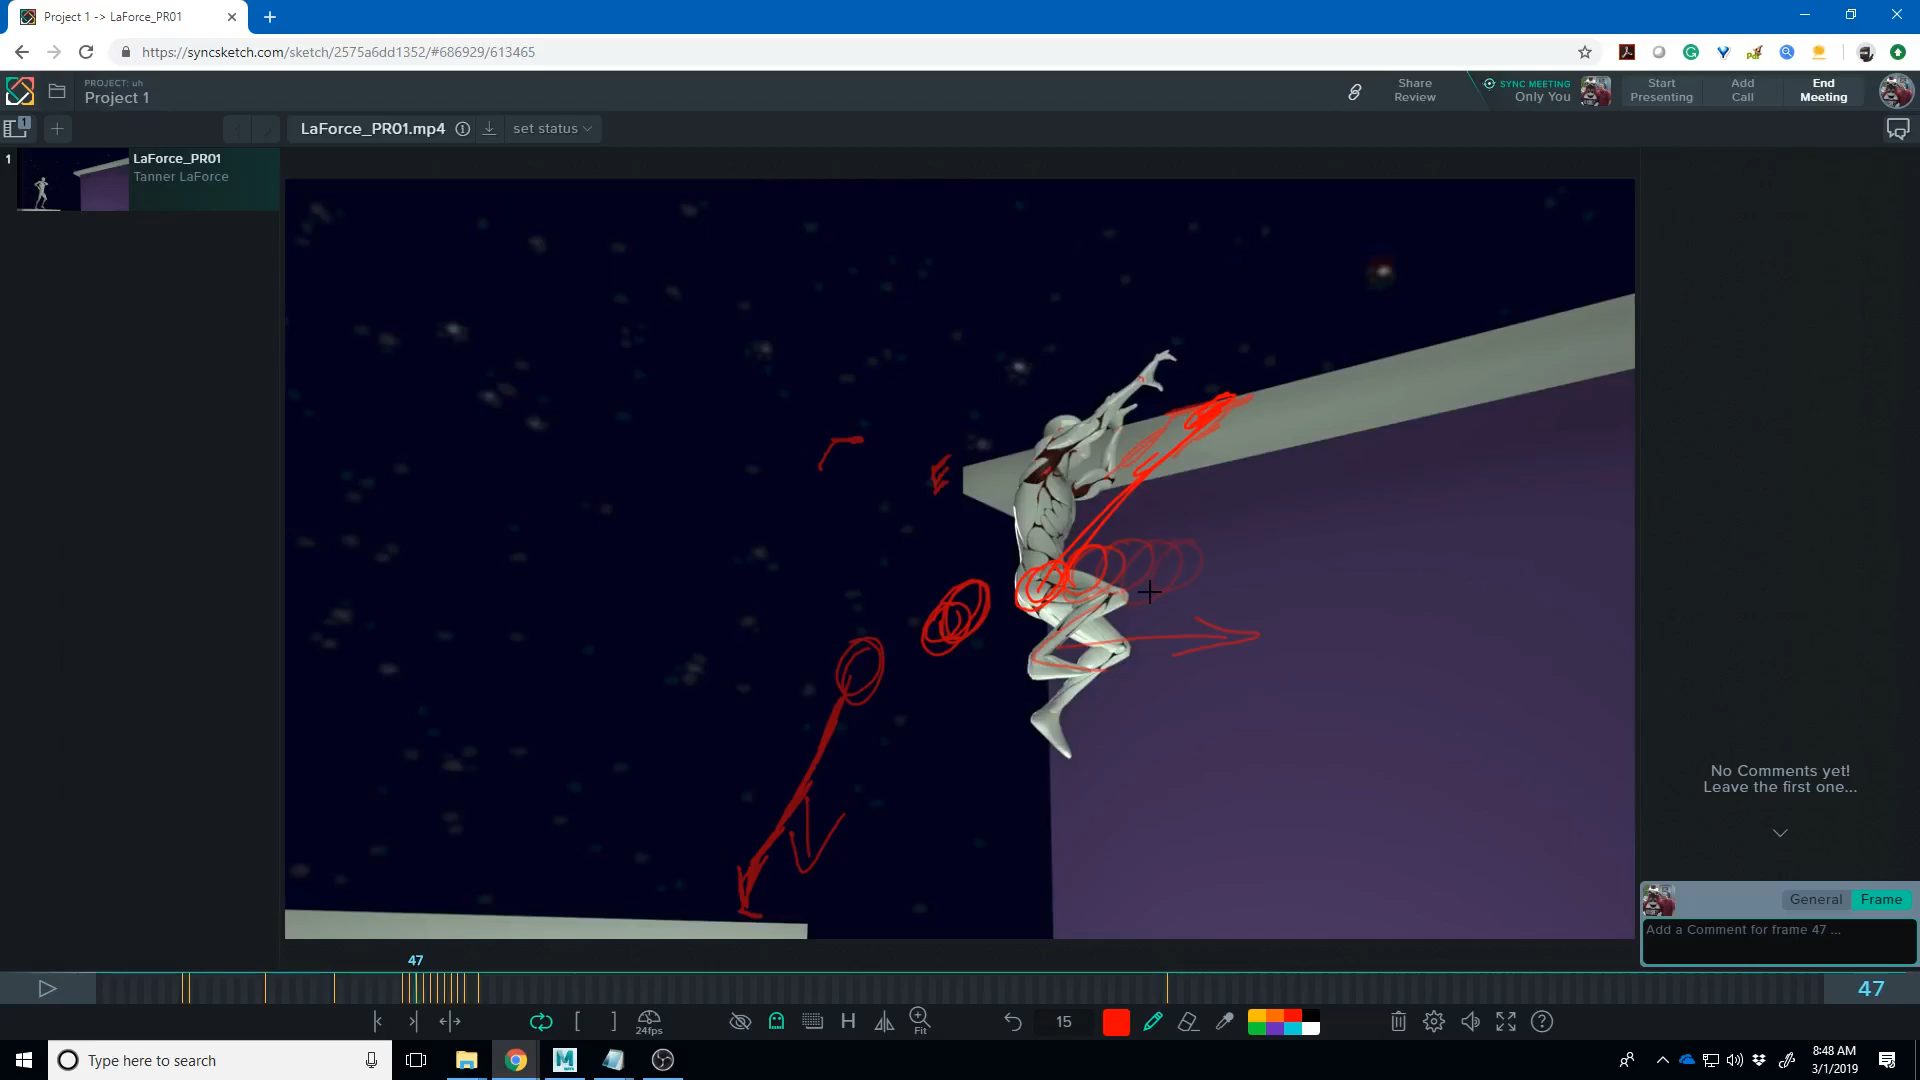 Project 1 -> LaForce_PR01
https://syncsketch.com/sketch/2575a6dd1352/#686929/613465
PROJECT: uh
Project 1
Share
Review
SYNC MEETING
Only You
Start
Presenting
Add
Call
End
Meeting
1
LaForce_PR01.mp4
set status
1
LaForce_PR01
Tanner LaForce
No Comments yet!
Leave the first one...
General
Frame
Add a Comment for frame 47 ...
47
47
24fps
H
Fit
15
Type here to search
8:48 AM
3/1/2019